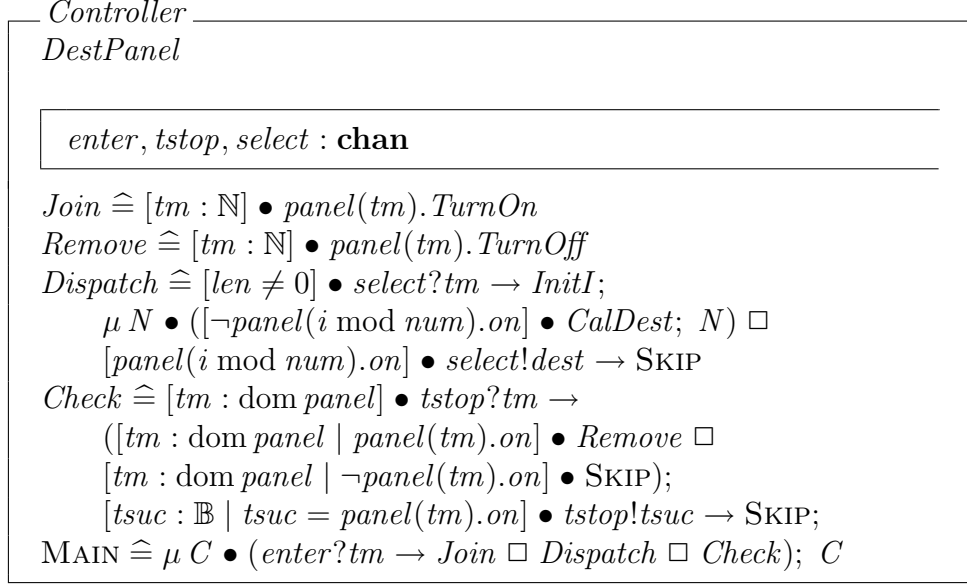 Controller
DestPanel
enter, tstop, select : chan
Join ≙ [tm : ℕ] • panel(tm).TurnOn
Remove ≙ [tm : ℕ] • panel(tm).TurnOff
Dispatch ≙ [len ≠ 0] • select?tm → InitI;
μ N • ([¬panel(i mod num).on] • CalDest; N) □
[panel(i mod num).on] • select!dest → SKIP
Check ≙ [tm : dom panel] • tstop?tm →
([tm : dom panel | panel(tm).on] • Remove □
[tm : dom panel | ¬panel(tm).on] • SKIP);
[tsuc : 𝔹 | tsuc = panel(tm).on] • tstop!tsuc → SKIP;
MAIN ≙ μ C • (enter?tm → Join □ Dispatch □ Check); C